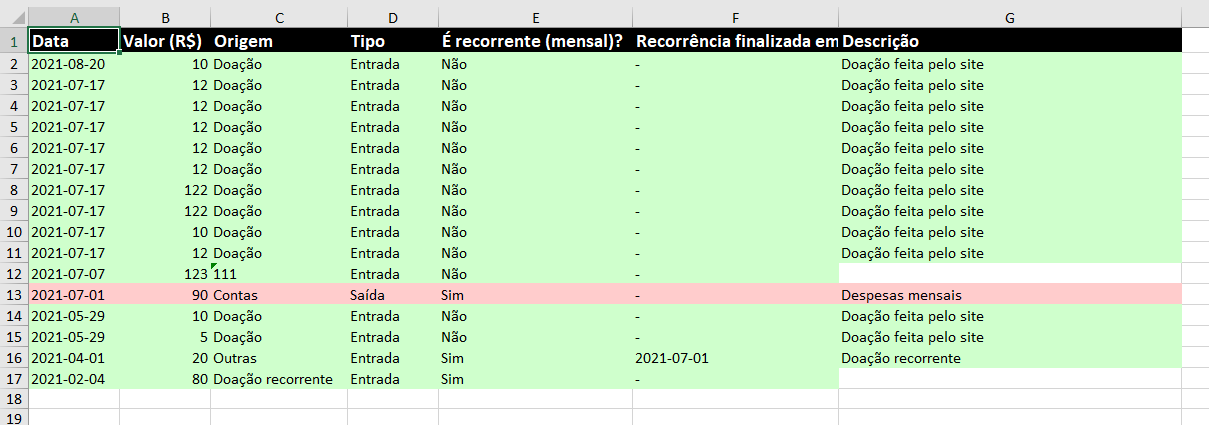 A B C D E F G
1 Data Valor (R$) Origem Tipo É recorrente (mensal)? Recorrência finalizada em Descrição
2 2021-08-20 10 Doação Entrada Não - Doação feita pelo site
3 2021-07-17 12 Doação Entrada Não - Doação feita pelo site
4 2021-07-17 12 Doação Entrada Não - Doação feita pelo site
5 2021-07-17 12 Doação Entrada Não - Doação feita pelo site
6 2021-07-17 12 Doação Entrada Não - Doação feita pelo site
7 2021-07-17 12 Doação Entrada Não - Doação feita pelo site
8 2021-07-17 122 Doação Entrada Não - Doação feita pelo site
9 2021-07-17 122 Doação Entrada Não - Doação feita pelo site
10 2021-07-17 10 Doação Entrada Não - Doação feita pelo site
11 2021-07-17 12 Doação Entrada Não - Doação feita pelo site
12 2021-07-07 123 111 Entrada Não -
13 2021-07-01 90 Contas Saída Sim - Despesas mensais
14 2021-05-29 10 Doação Entrada Não - Doação feita pelo site
15 2021-05-29 5 Doação Entrada Não - Doação feita pelo site
16 2021-04-01 20 Outras Entrada Sim 2021-07-01 Doação recorrente
17 2021-02-04 80 Doação recorrente Entrada Sim -
18
19